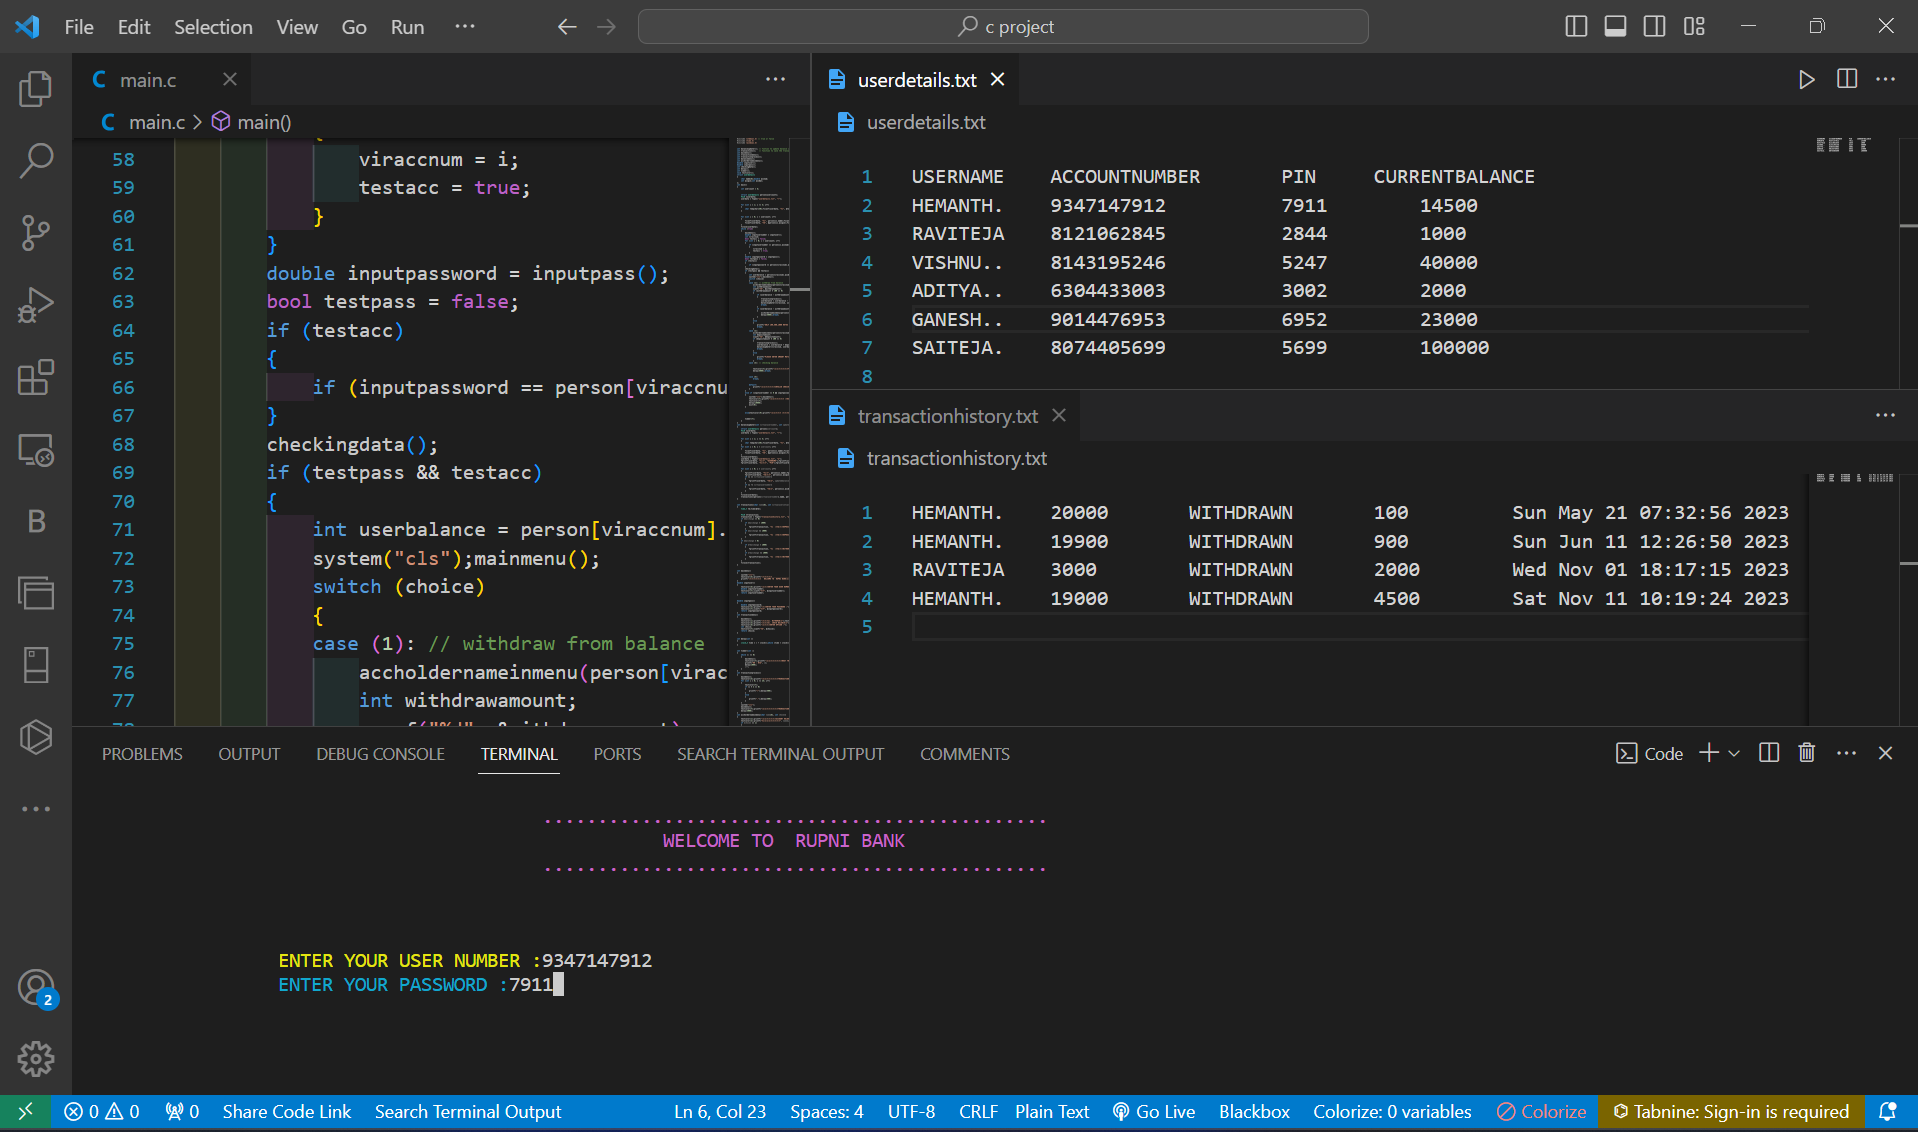 File Edit Selection View Go Run ··· c project
main.c
main.c > main()
58 viraccnum = i;
59 testacc = true;
60 }
61 }
62 double inputpassword = inputpass();
63 bool testpass = false;
64 if (testacc)
65 {
66 if (inputpassword == person[viraccnu
67 }
68 checkingdata();
69 if (testpass && testacc)
70 {
71 int userbalance = person[viraccnum].
72 system("cls");mainmenu();
73 switch (choice)
74 {
75 case (1): // withdraw from balance
76 accholdernameinmenu(person[virac
77 int withdrawamount;
userdetails.txt
userdetails.txt
1 USERNAME ACCOUNTNUMBER PIN CURRENTBALANCE
2 HEMANTH. 9347147912 7911 14500
3 RAVITEJA 8121062845 2844 1000
4 VISHNU.. 8143195246 5247 40000
5 ADITYA.. 6304433003 3002 2000
6 GANESH.. 9014476953 6952 23000
7 SAITEJA. 8074405699 5699 100000
8
transactionhistory.txt
transactionhistory.txt
1 HEMANTH. 20000 WITHDRAWN 100 Sun May 21 07:32:56 2023
2 HEMANTH. 19900 WITHDRAWN 900 Sun Jun 11 12:26:50 2023
3 RAVITEJA 3000 WITHDRAWN 2000 Wed Nov 01 18:17:15 2023
4 HEMANTH. 19000 WITHDRAWN 4500 Sat Nov 11 10:19:24 2023
5
PROBLEMS OUTPUT DEBUG CONSOLE TERMINAL PORTS SEARCH TERMINAL OUTPUT COMMENTS Code
WELCOME TO RUPNI BANK
ENTER YOUR USER NUMBER :9347147912
ENTER YOUR PASSWORD :7911
B
2
0 0 0 Share Code Link Search Terminal Output Ln 6, Col 23 Spaces: 4 UTF-8 CRLF Plain Text Go Live Blackbox Colorize: 0 variables Colorize Tabnine: Sign-in is required